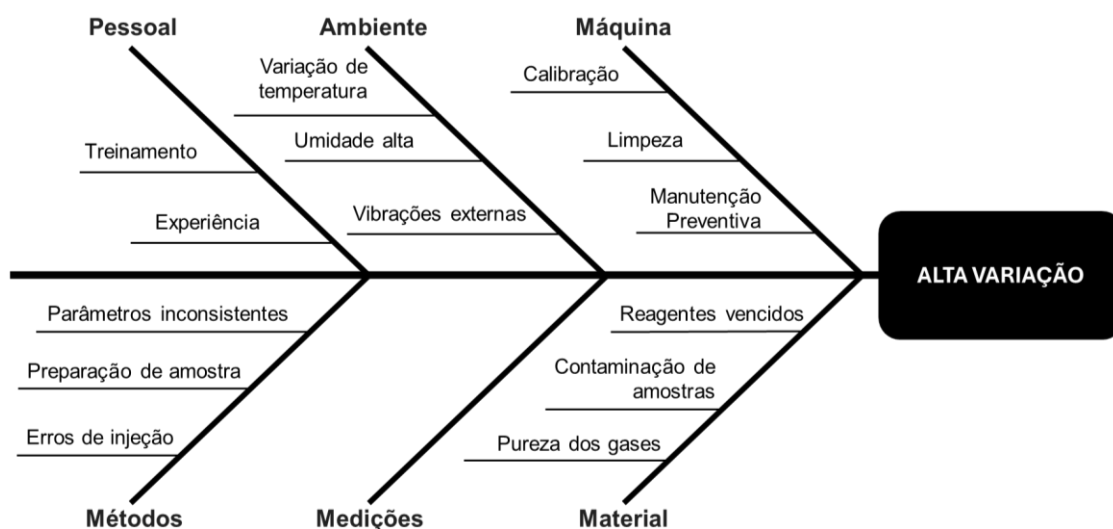 Pessoal
Ambiente
Máquina
Variação de
temperatura
Calibração
Treinamento
Umidade alta
Limpeza
Experiência
Vibrações externas
Manutenção
Preventiva
ALTA VARIAÇÃO
Parâmetros inconsistentes
Reagentes vencidos
Preparação de amostra
Contaminação de
amostras
Erros de injeção
Pureza dos gases
Métodos
Medições
Material